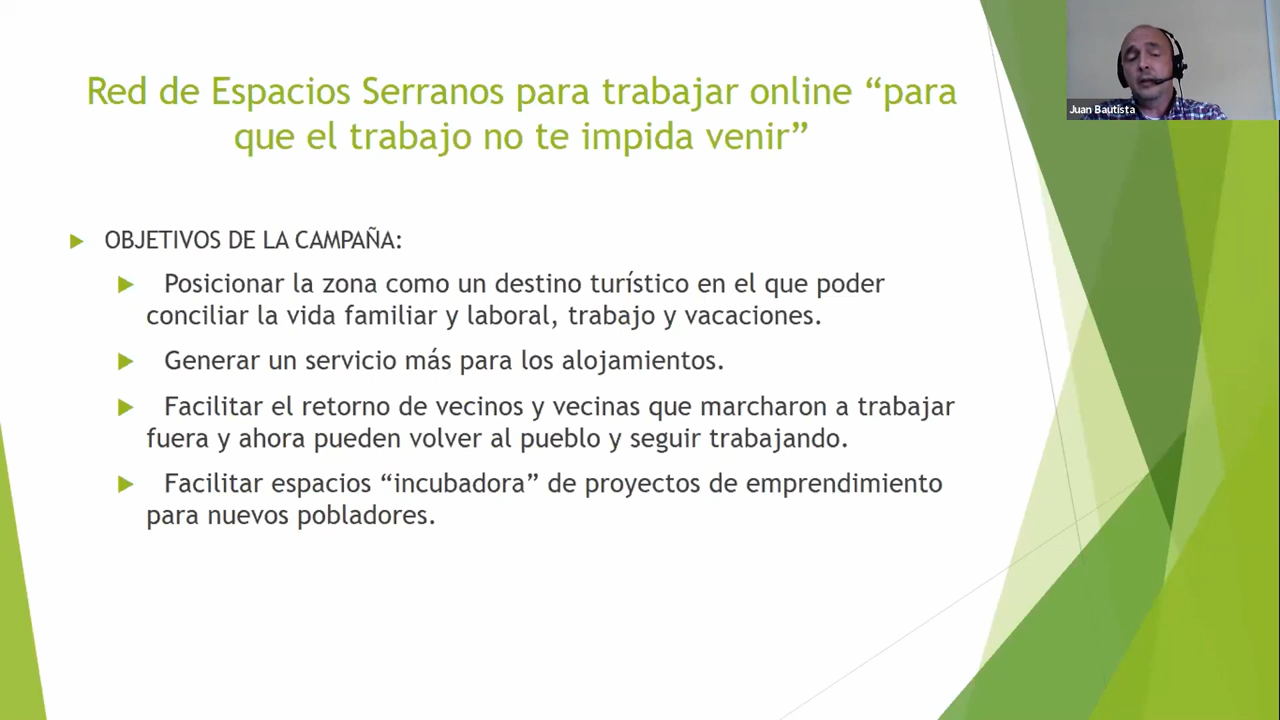 Red de Espacios Serranos para trabajar online “para
que el trabajo no te impida venir”
Juan Bautista
OBJETIVOS DE LA CAMPAÑA:
Posicionar la zona como un destino turístico en el que poder
conciliar la vida familiar y laboral, trabajo y vacaciones.
Generar un servicio más para los alojamientos.
Facilitar el retorno de vecinos y vecinas que marcharon a trabajar
fuera y ahora pueden volver al pueblo y seguir trabajando.
Facilitar espacios “incubadora” de proyectos de emprendimiento
para nuevos pobladores.